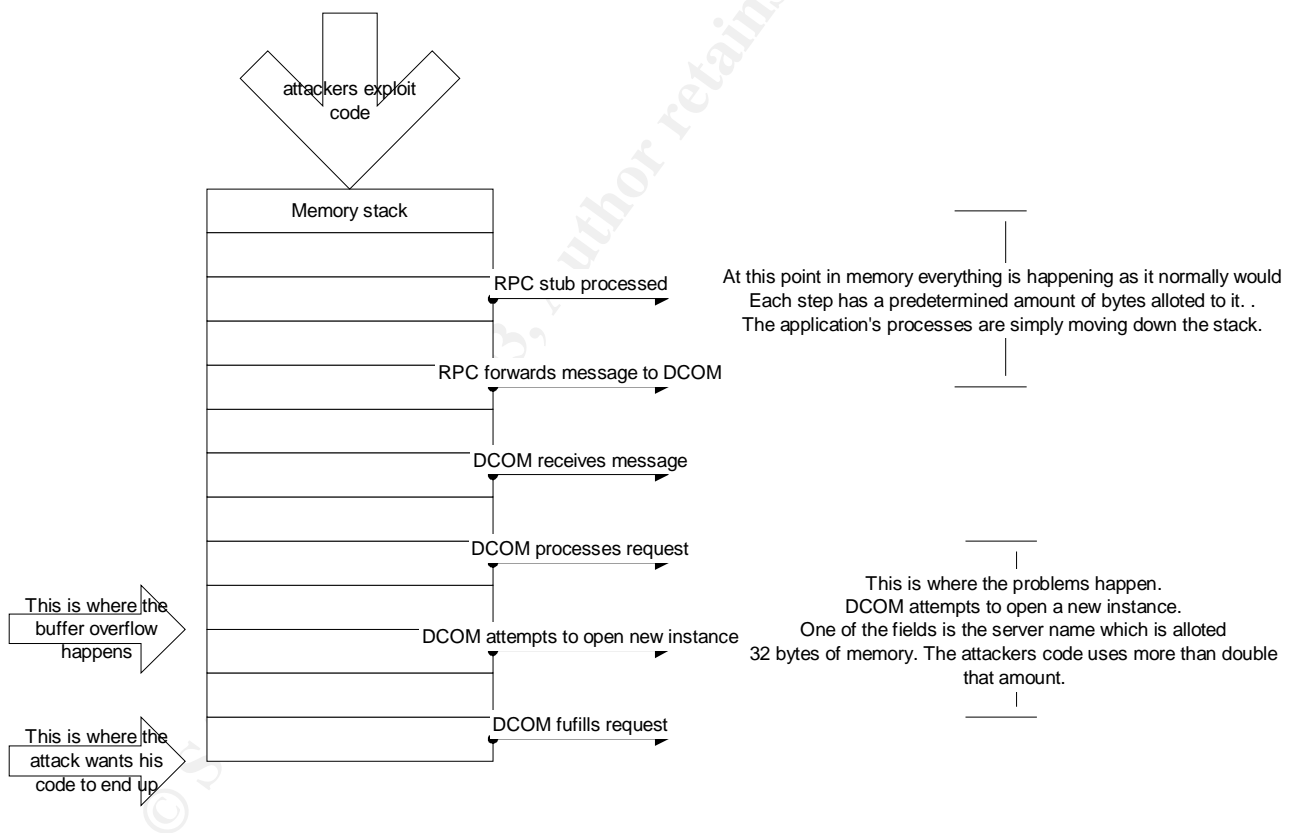 attackers exploit
code
Memory stack
RPC stub processed
At this point in memory everything is happening as it normally would
Each step has a predetermined amount of bytes alloted to it. .
The application's processes are simply moving down the stack.
RPC forwards message to DCOM
DCOM receives message
DCOM processes request
This is where the
buffer overflow
happens
DCOM attempts to open new instance
This is where the problems happen.
DCOM attempts to open a new instance.
One of the fields is the server name which is alloted
32 bytes of memory. The attackers code uses more than double
that amount.
This is where the
attack wants his
code to end up
DCOM fufills request
© S
3, Author retains